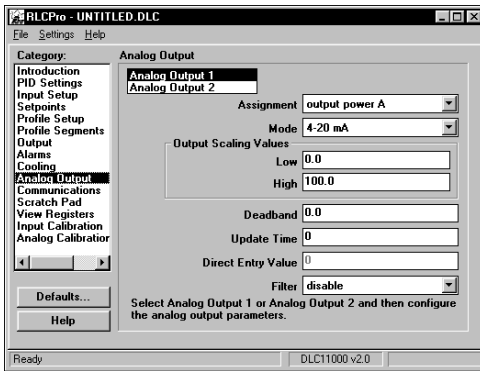 RLCPro - UNTITLED.DLC
File Settings Help
Category:
Introduction
PID Settings
Input Setup
Setpoints
Profile Setup
Profile Segments
Output
Alarms
Cooling
Analog Output
Communications
Scratch Pad
View Registers
Input Calibration
Analog Calibration
Defaults...
Help
Analog Output
Analog Output 1
Analog Output 2
Assignment output power A
Mode 4-20 mA
Output Scaling Values
Low 0.0
High 100.0
Deadband 0.0
Update Time 0
Direct Entry Value 0
Filter disable
Select Analog Output 1 or Analog Output 2 and then configure
the analog output parameters.
Ready DLC11000 v2.0